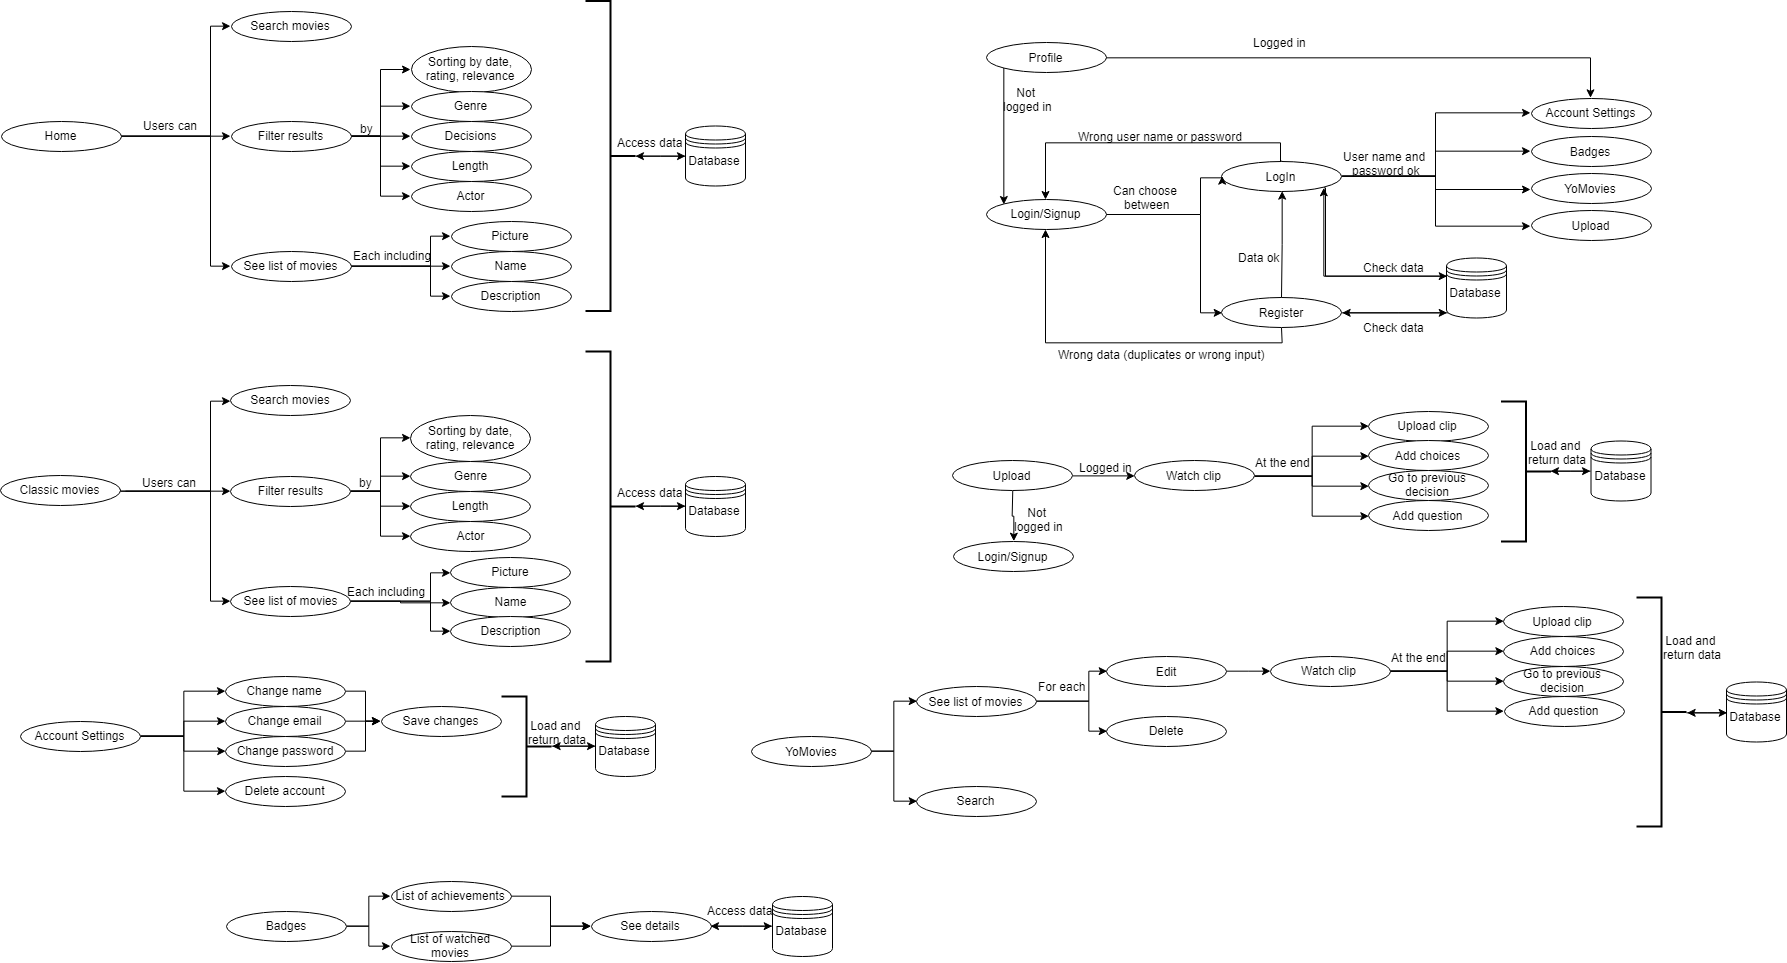 Search movies
Sorting by date,
rating, relevance
Genre
Home
Users can
Filter results
by
Decisions
Length
Actor
Access data
Database
See list of movies
Each including
Picture
Name
Description
Profile
Logged in
Not
logged in
Account Settings
Wrong user name or password
User name and
password ok
Badges
LogIn
YoMovies
Can choose
between
Login/Signup
Upload
Data ok
Check data
Database
Register
Check data
Wrong data (duplicates or wrong input)
Search movies
Sorting by date,
rating, relevance
Genre
Classic movies
Users can
Filter results
by
Length
Actor
Access data
Database
See list of movies
Each including
Picture
Name
Description
Upload
Logged in
Watch clip
At the end
Upload clip
Add choices
Go to previous
decision
Add question
Load and
return data
Database
Not
logged in
Login/Signup
Account Settings
Change name
Change email
Change password
Delete account
Save changes
Load and
return data
Database
YoMovies
See list of movies
For each
Edit
Delete
Search
Watch clip
At the end
Upload clip
Add choices
Go to previous
decision
Add question
Load and
return data
Database
Badges
List of achievements
List of watched
movies
See details
Access data
Database